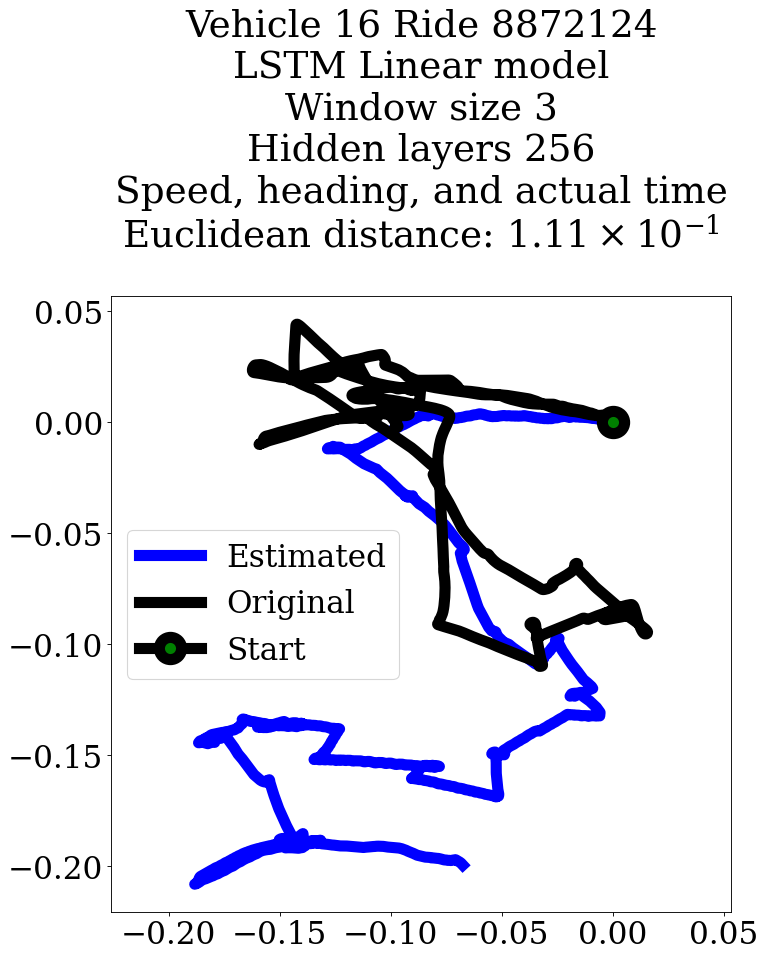 Vehicle 16 Ride 8872124
LSTM Linear model
Window size 3
Hidden layers 256
Speed, heading, and actual time
Euclidean distance: 1.11 × 10⁻¹
0.05
0.00
−0.05
Estimated
Original
Start
−0.10
−0.15
−0.20
−0.20 −0.15 −0.10 −0.05 0.00 0.05